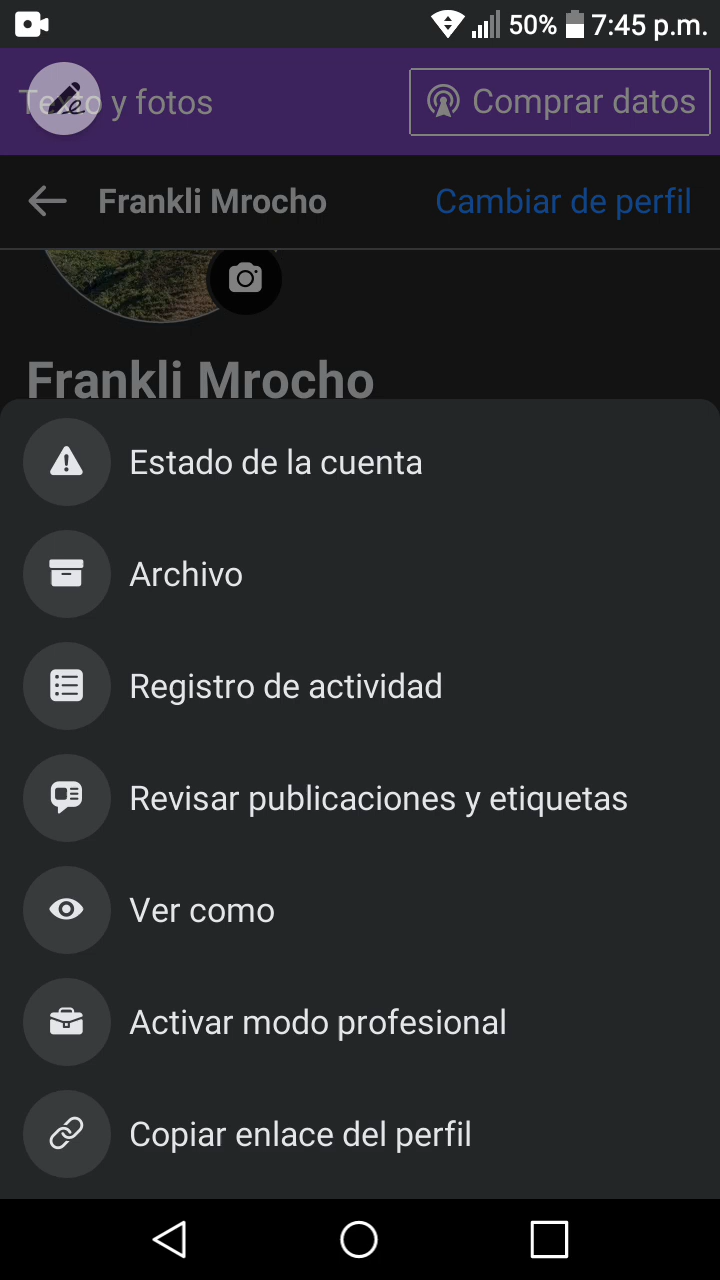 50% 7:45 p.m.
Texto y fotos
Comprar datos
Frankli Mrocho
Cambiar de perfil
Frankli Mrocho
Estado de la cuenta
Archivo
Registro de actividad
Revisar publicaciones y etiquetas
Ver como
Activar modo profesional
Copiar enlace del perfil